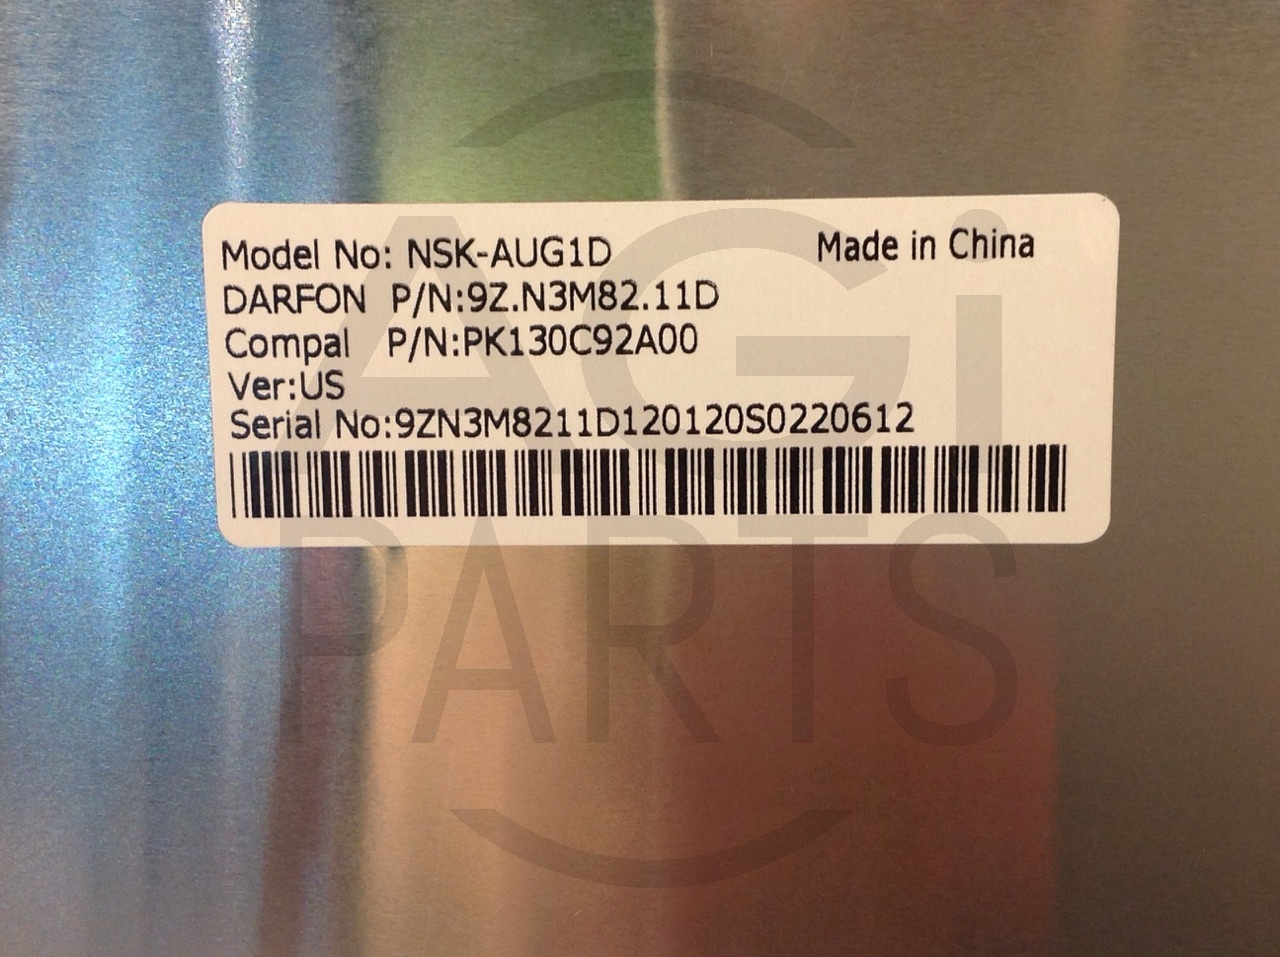 Model No: NSK-AUG1D Made in China
DARFON P/N:9Z.N3M82.11D
Compal P/N:PK130C92A00
Ver:US
Serial No:9ZN3M8211D120120S0220612
AGi
PARTS